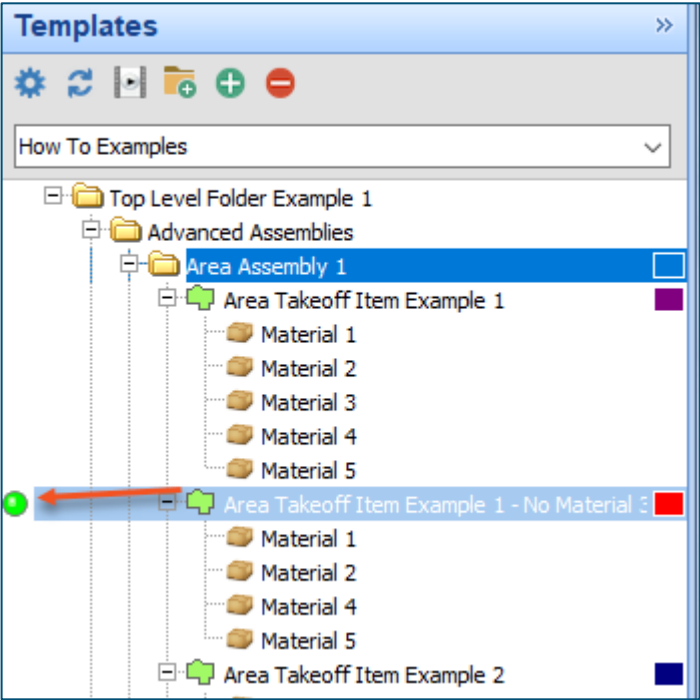 Templates
How To Examples
Top Level Folder Example 1
Advanced Assemblies
Area Assembly 1
Area Takeoff Item Example 1
Material 1
Material 2
Material 3
Material 4
Material 5
Area Takeoff Item Example 1 - No Material 3
Material 1
Material 2
Material 4
Material 5
Area Takeoff Item Example 2